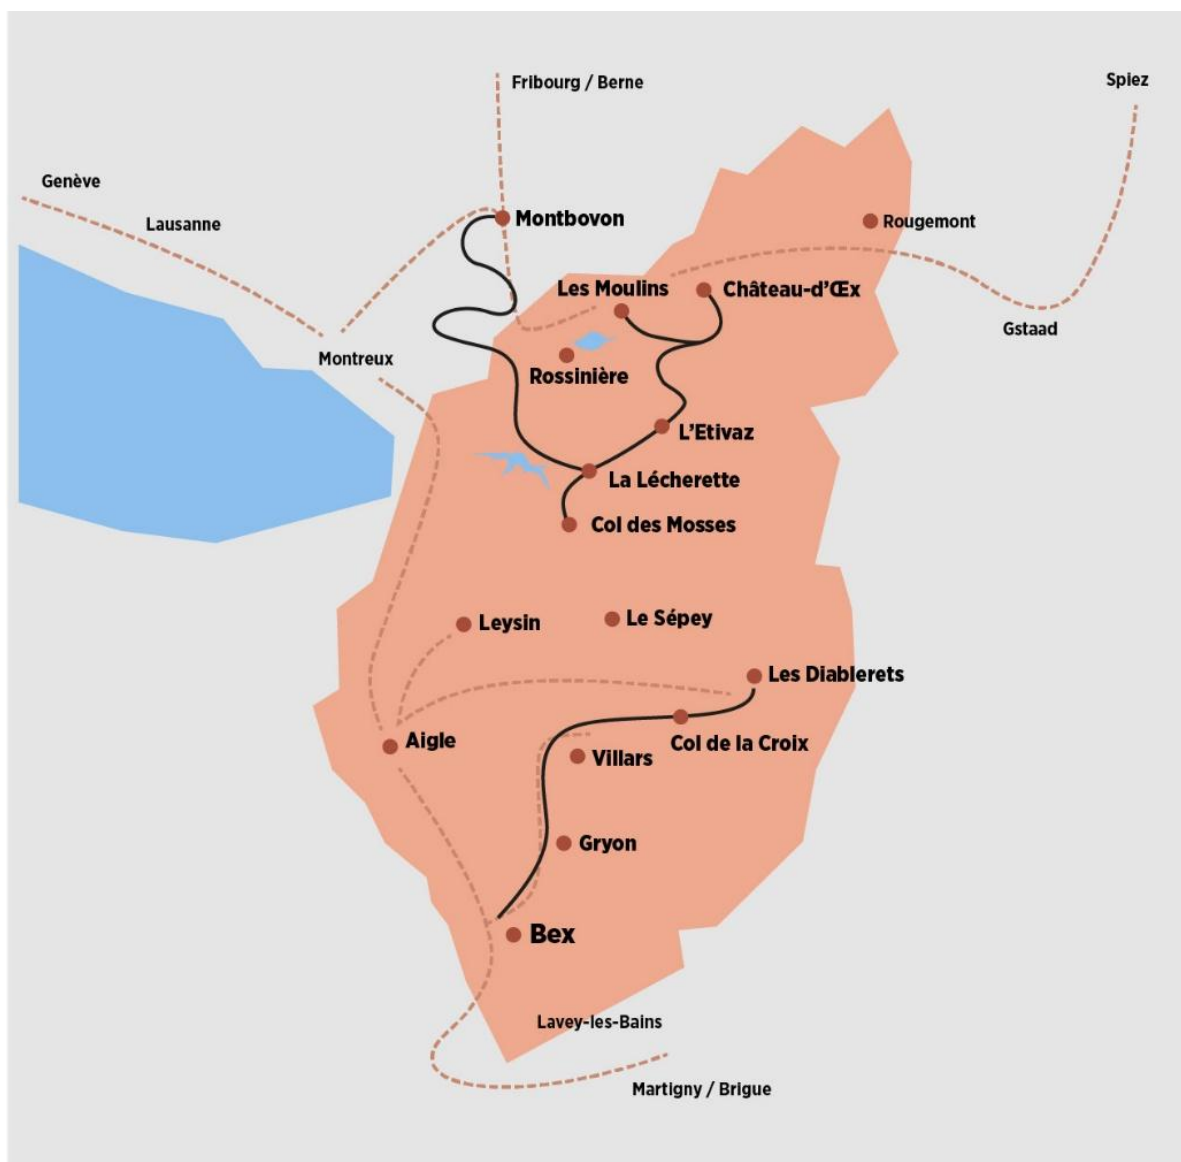 Fribourg / Berne
Spiez
Genève
Lausanne
Montbovon
Rougemont
Les Moulins
Château-d'Œx
Gstaad
Montreux
Rossinière
L'Etivaz
La Lécherette
Col des Mosses
Leysin
Le Sépey
Les Diablerets
Aigle
Col de la Croix
Villars
Gryon
Bex
Lavey-les-Bains
Martigny / Brigue